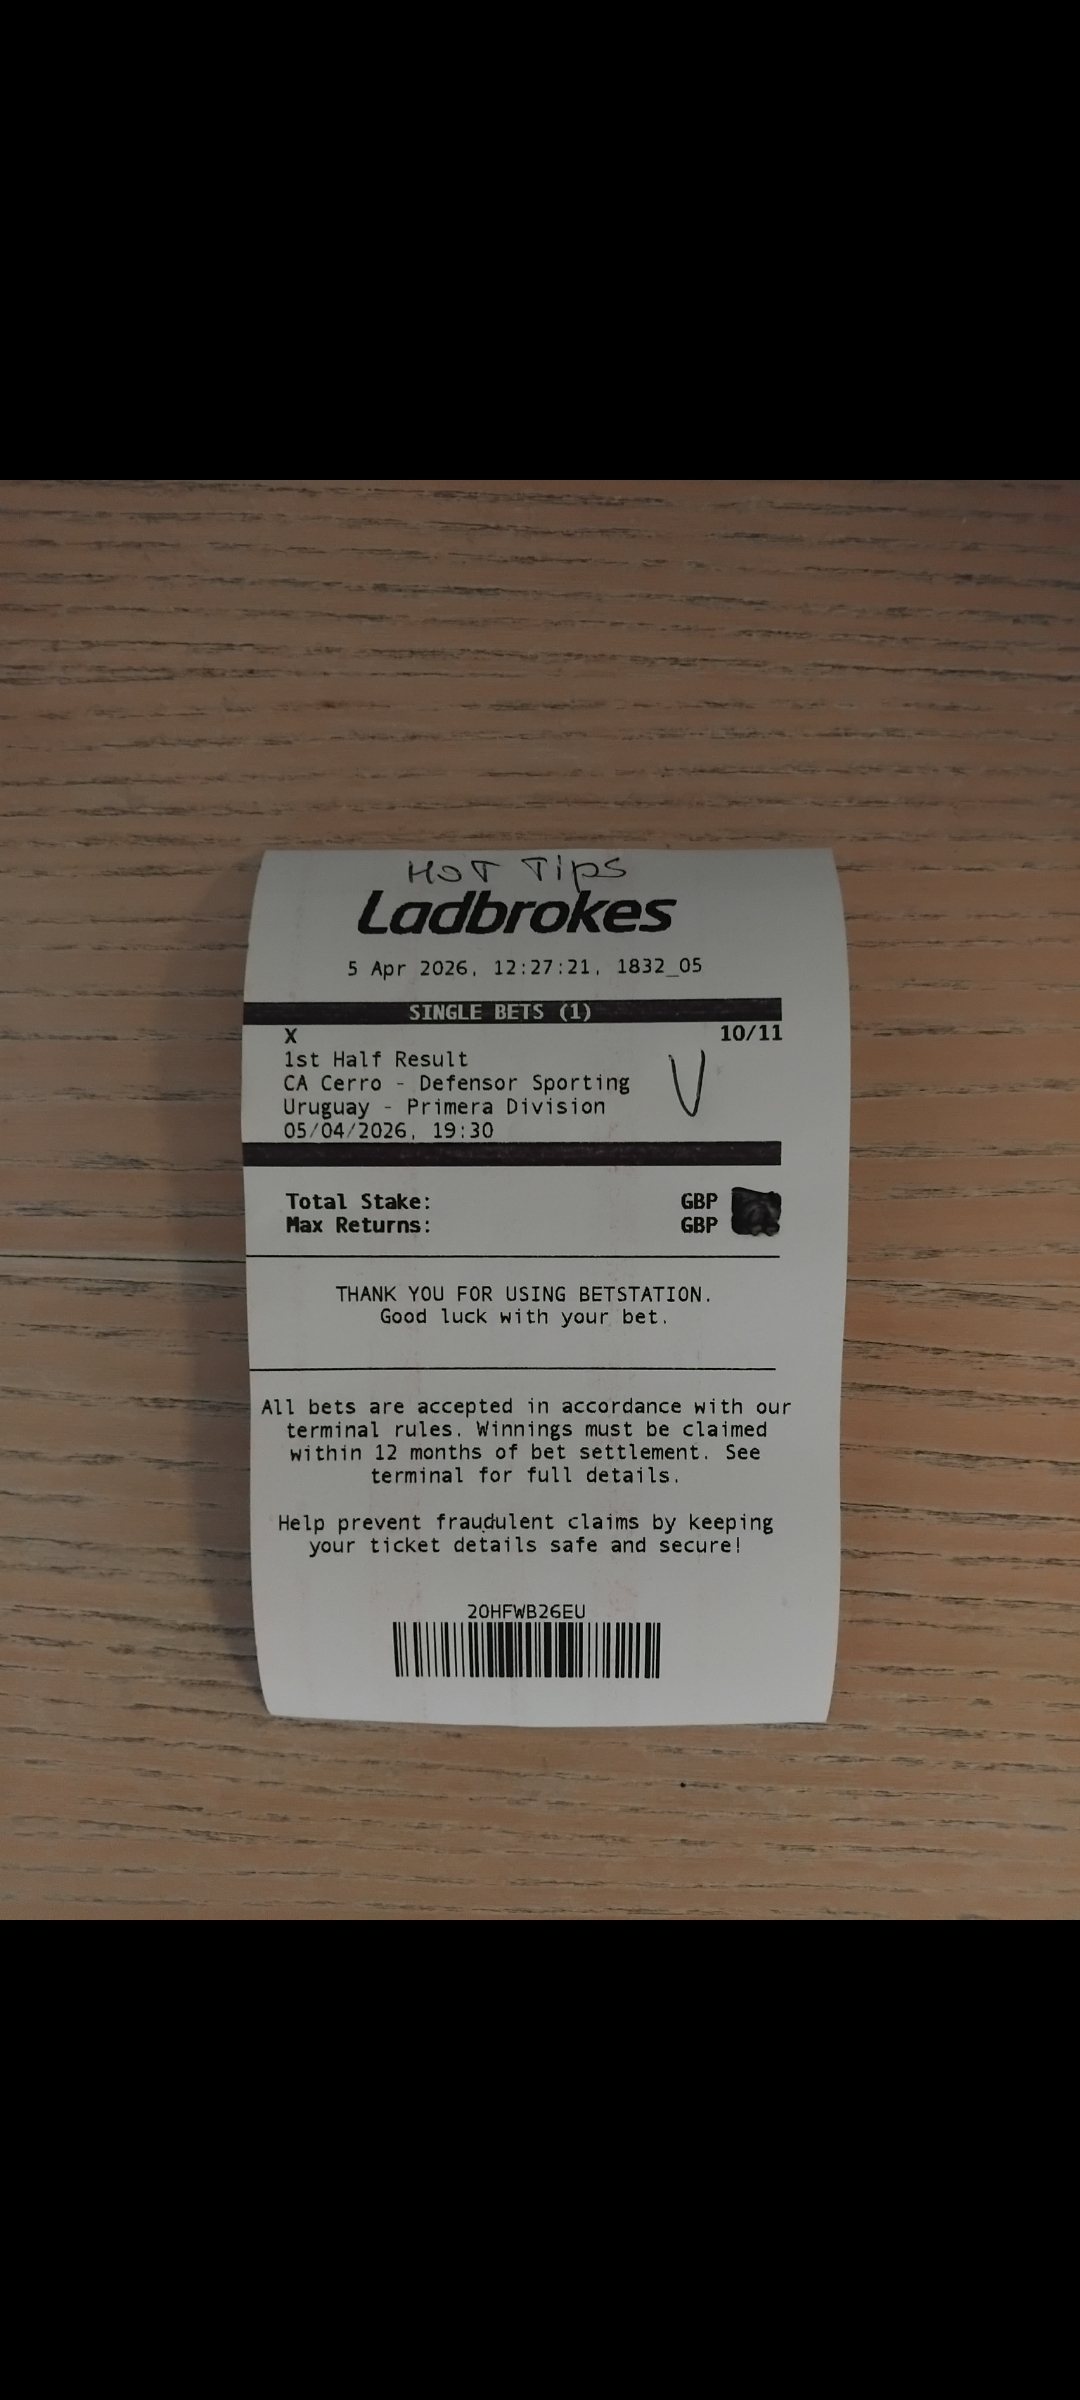 HOT TIPS
Ladbrokes
5 Apr 2026, 12:27:21, 1832_05
SINGLE BETS (1)
X 10/11
1st Half Result
CA Cerro - Defensor Sporting
Uruguay - Primera Division
05/04/2026, 19:30
V
Total Stake: GBP
Max Returns: GBP
THANK YOU FOR USING BETSTATION.
Good luck with your bet.
All bets are accepted in accordance with our
terminal rules. Winnings must be claimed
within 12 months of bet settlement. See
terminal for full details.
Help prevent fraudulent claims by keeping
your ticket details safe and secure!
20HFWB26EU